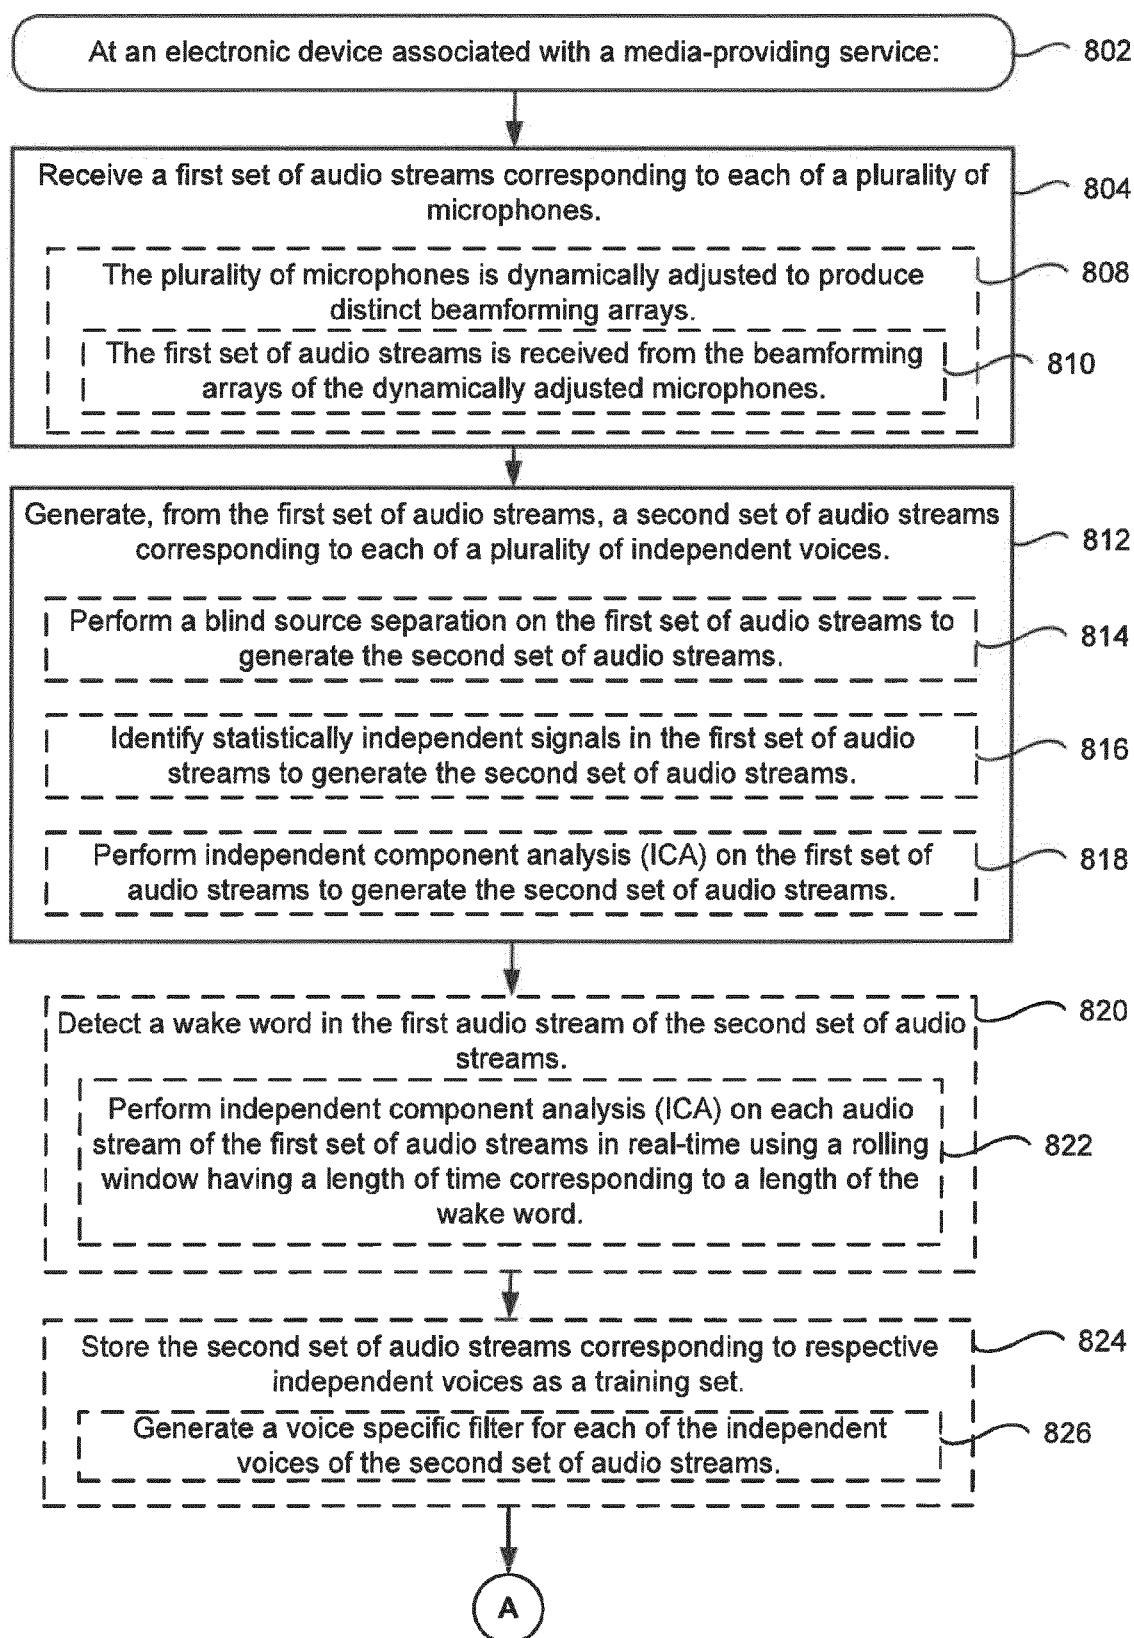 At an electronic device associated with a media-providing service:
802
Receive a first set of audio streams corresponding to each of a plurality of
microphones.
804
The plurality of microphones is dynamically adjusted to produce
distinct beamforming arrays.
808
The first set of audio streams is received from the beamforming
arrays of the dynamically adjusted microphones.
810
Generate, from the first set of audio streams, a second set of audio streams
corresponding to each of a plurality of independent voices.
812
Perform a blind source separation on the first set of audio streams to
generate the second set of audio streams.
814
Identify statistically independent signals in the first set of audio
streams to generate the second set of audio streams.
816
Perform independent component analysis (ICA) on the first set of
audio streams to generate the second set of audio streams.
818
Detect a wake word in the first audio stream of the second set of audio
streams.
820
Perform independent component analysis (ICA) on each audio
stream of the first set of audio streams in real-time using a rolling
window having a length of time corresponding to a length of the
wake word.
822
Store the second set of audio streams corresponding to respective
independent voices as a training set.
824
Generate a voice specific filter for each of the independent
voices of the second set of audio streams.
826
A